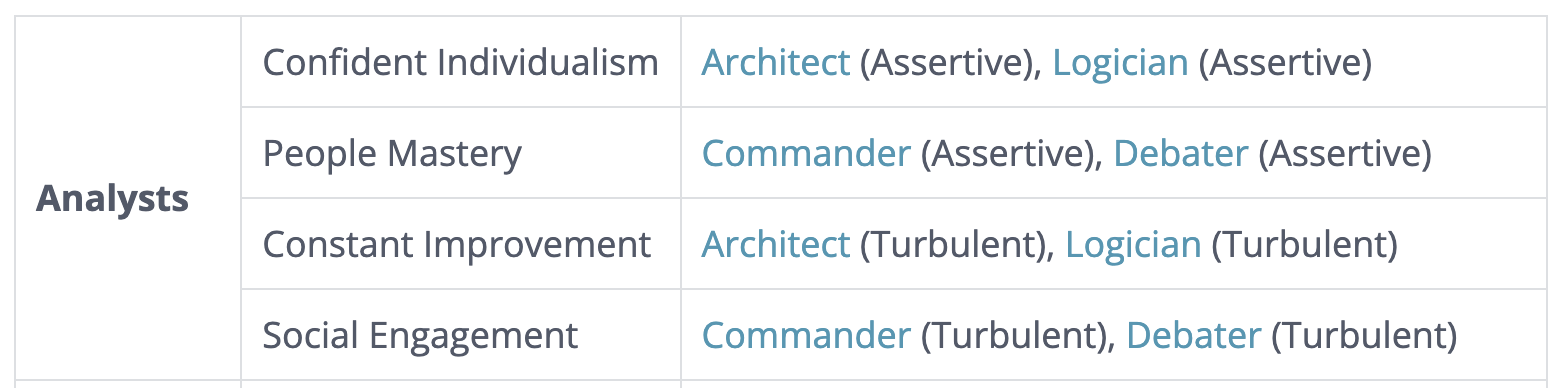 Analysts
Confident Individualism
Architect (Assertive), Logician (Assertive)
People Mastery
Commander (Assertive), Debater (Assertive)
Constant Improvement
Architect (Turbulent), Logician (Turbulent)
Social Engagement
Commander (Turbulent), Debater (Turbulent)